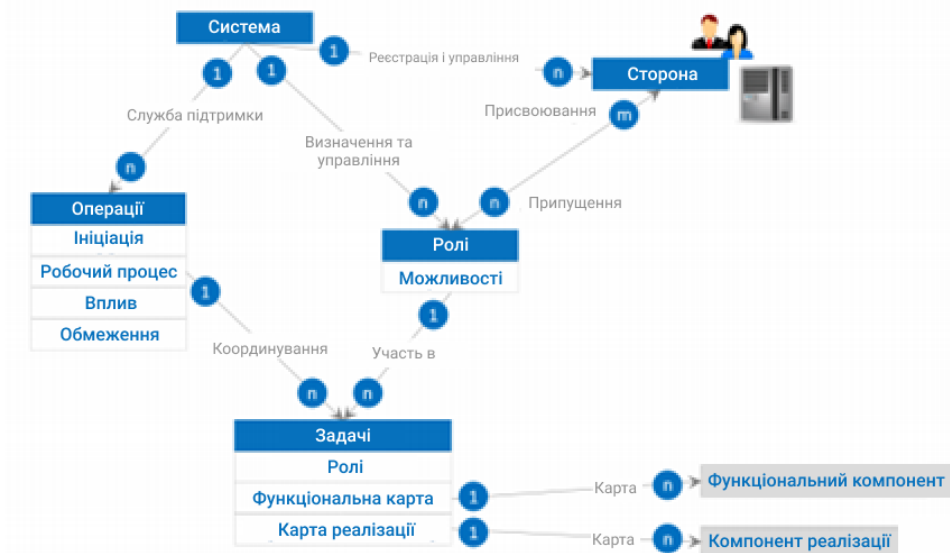 Система
1
1
1
Реєстрація і управління
n
Сторона
Служба підтримки
Присвоювання
m
Визначення та
управління
n
n
n
Припущення
Операції
Ініціація
Робочий процес
Вплив
Обмеження
Ролі
Можливості
1
1
Координування
Участь в
n
n
Задачі
Ролі
Функціональна карта
1
Карта
n
Функціональний компонент
Карта реалізації
1
Карта
n
Компонент реалізації